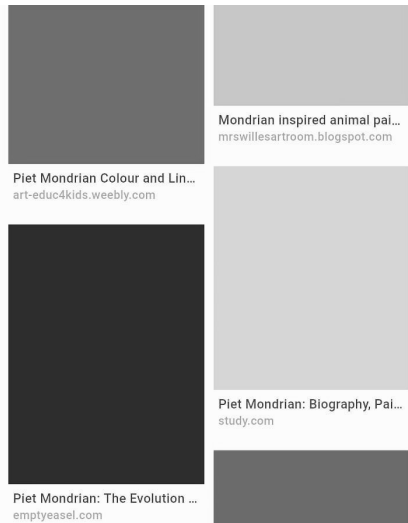 Piet Mondrian Colour and Lin...
art-educ4kids.weebly.com
Mondrian inspired animal pai...
mrswillesartroom.blogspot.com
Piet Mondrian: The Evolution ...
emptyeasel.com
Piet Mondrian: Biography, Pai...
study.com